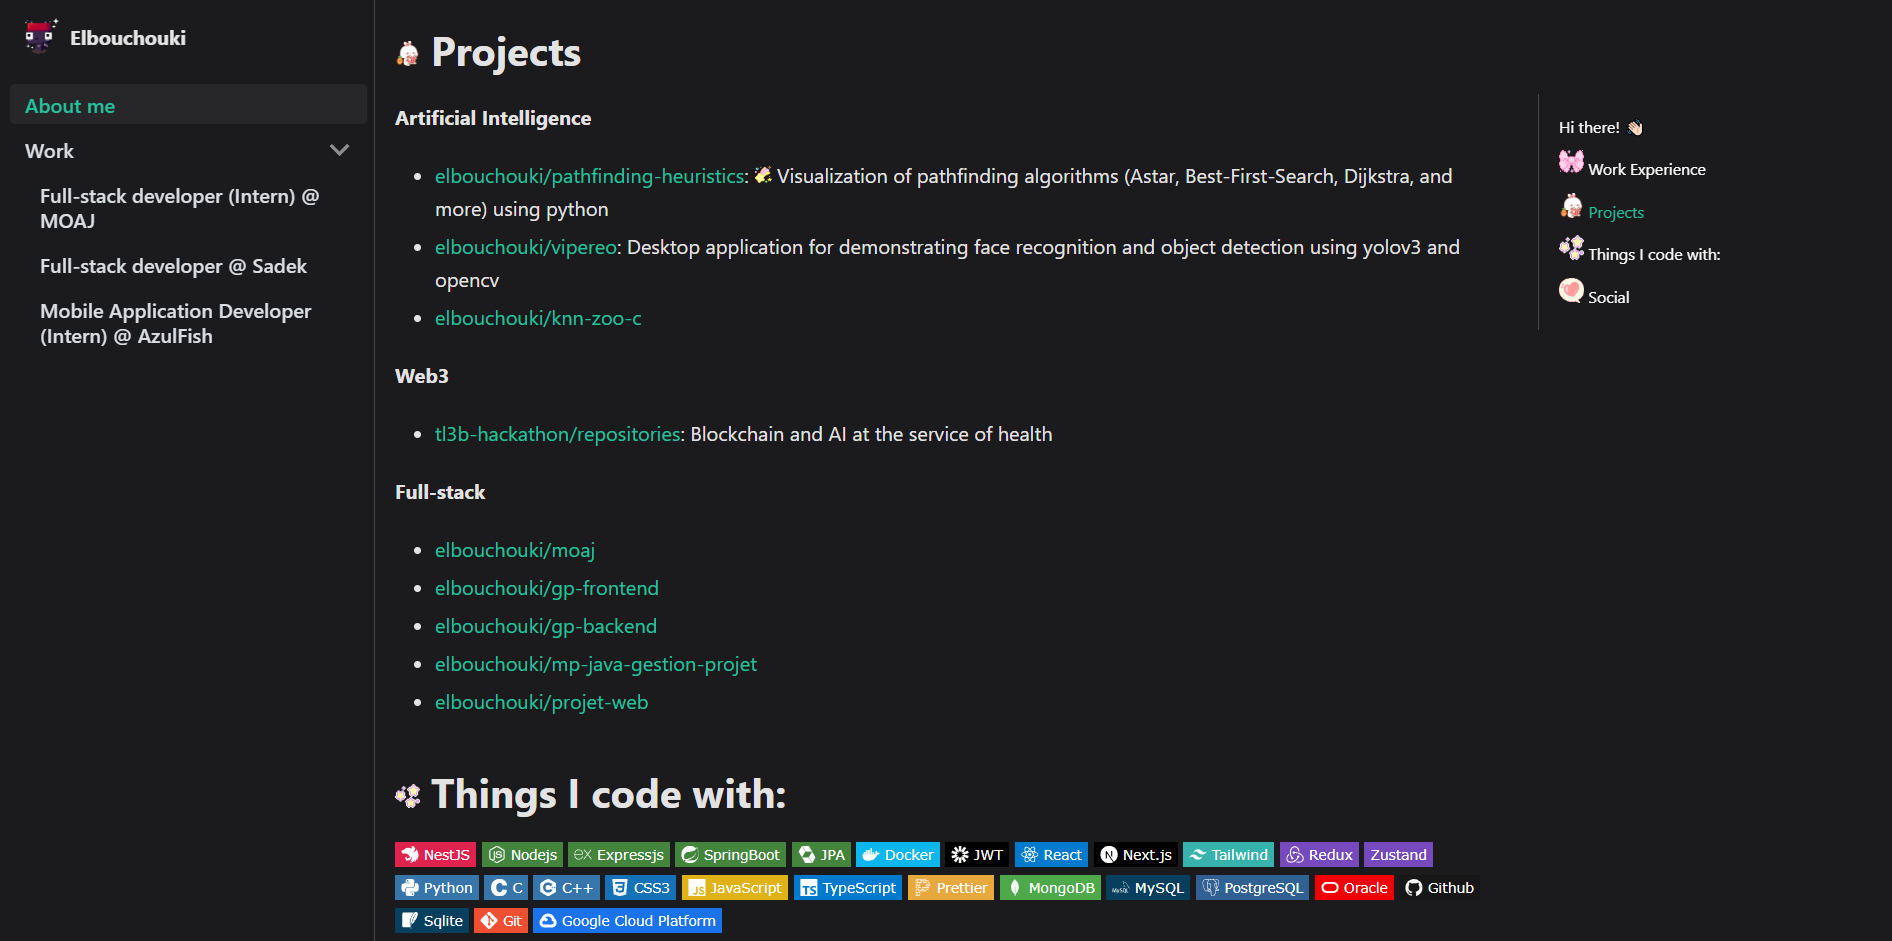 Elbouchouki
About me
Work
Full-stack developer (Intern) @
MOAJ
Full-stack developer @ Sadek
Mobile Application Developer
(Intern) @ AzulFish
Projects
Artificial Intelligence
elbouchouki/pathfinding-heuristics: Visualization of pathfinding algorithms (Astar, Best-First-Search, Dijkstra, and
more) using python
elbouchouki/vipereo: Desktop application for demonstrating face recognition and object detection using yolov3 and
opencv
elbouchouki/knn-zoo-c
Web3
tl3b-hackathon/repositories: Blockchain and AI at the service of health
Full-stack
elbouchouki/moaj
elbouchouki/gp-frontend
elbouchouki/gp-backend
elbouchouki/mp-java-gestion-projet
elbouchouki/projet-web
Things I code with:
NestJS JS Nodejs ex Expressjs SpringBoot JPA Docker JWT React N Next.js Tailwind Redux Zustand
Python C C C++ 3 CSS3 JS JavaScript TS TypeScript Prettier MongoDB MySQL MySQL PostgreSQL Oracle Github
Sqlite Git Google Cloud Platform
Hi there! 👋🏻
Work Experience
Projects
Things I code with:
Social